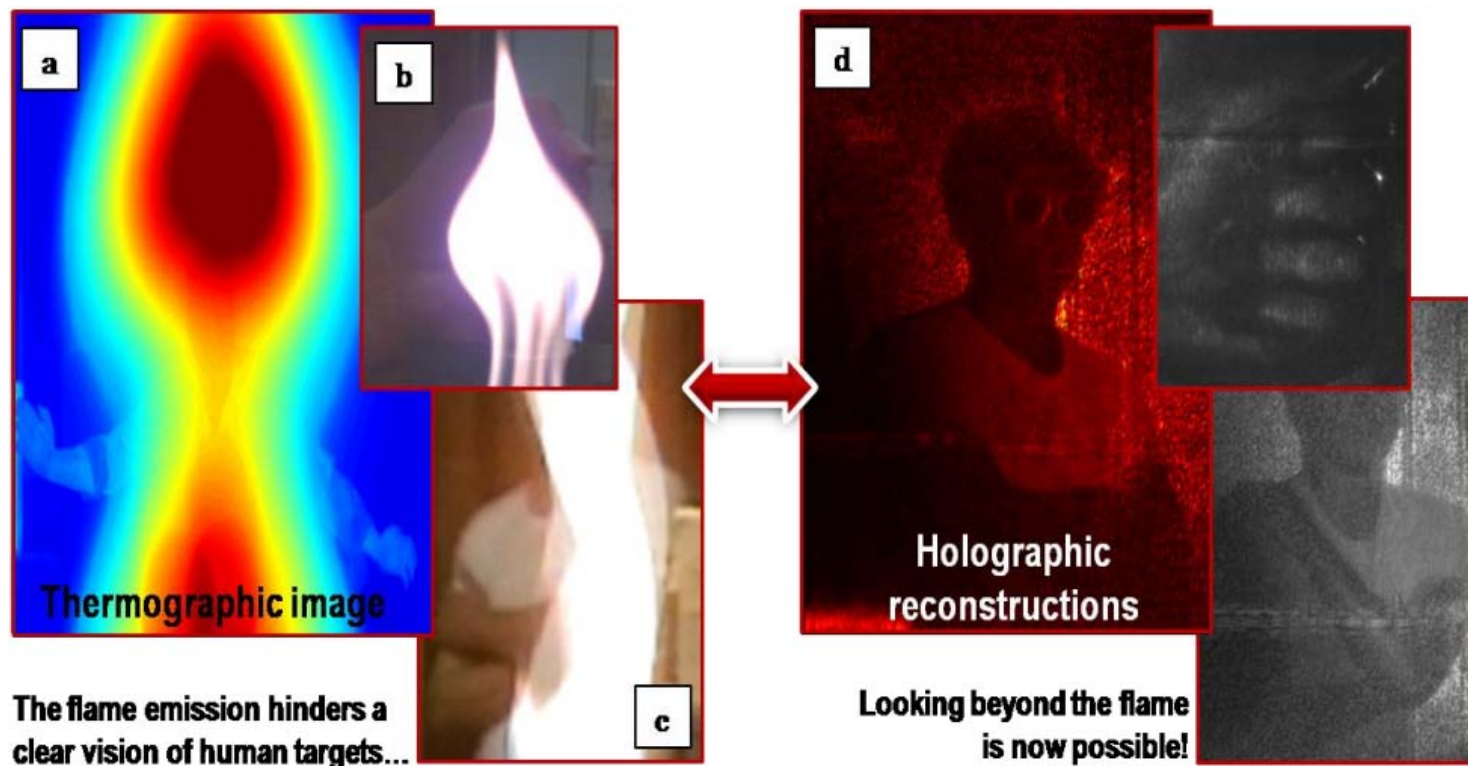 a
b
Thermographic image
c
The flame emission hinders a
clear vision of human targets...
d
Holographic
reconstructions
Looking beyond the flame
is now possible!